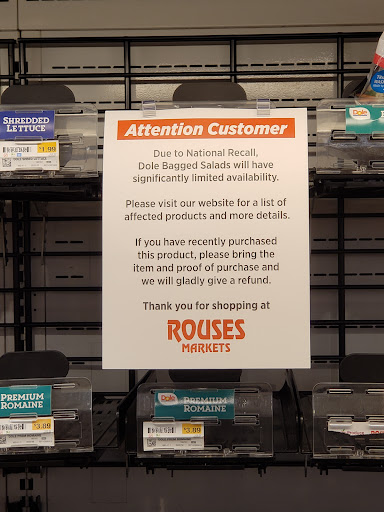 SHREDDED
LETTUCE
1.99
Attention Customer
Due to National Recall,
Dole Bagged Salads will have
significantly limited availability.
Please visit our website for a list of
affected products and more details.
If you have recently purchased
this product, please bring the
item and proof of purchase and
we will gladly give a refund.
Thank you for shopping at
ROUSES
MARKETS
Dole
PREMIUM
ROMAINE
3.89
Dole
PREMIUM
ROMAINE
3.89